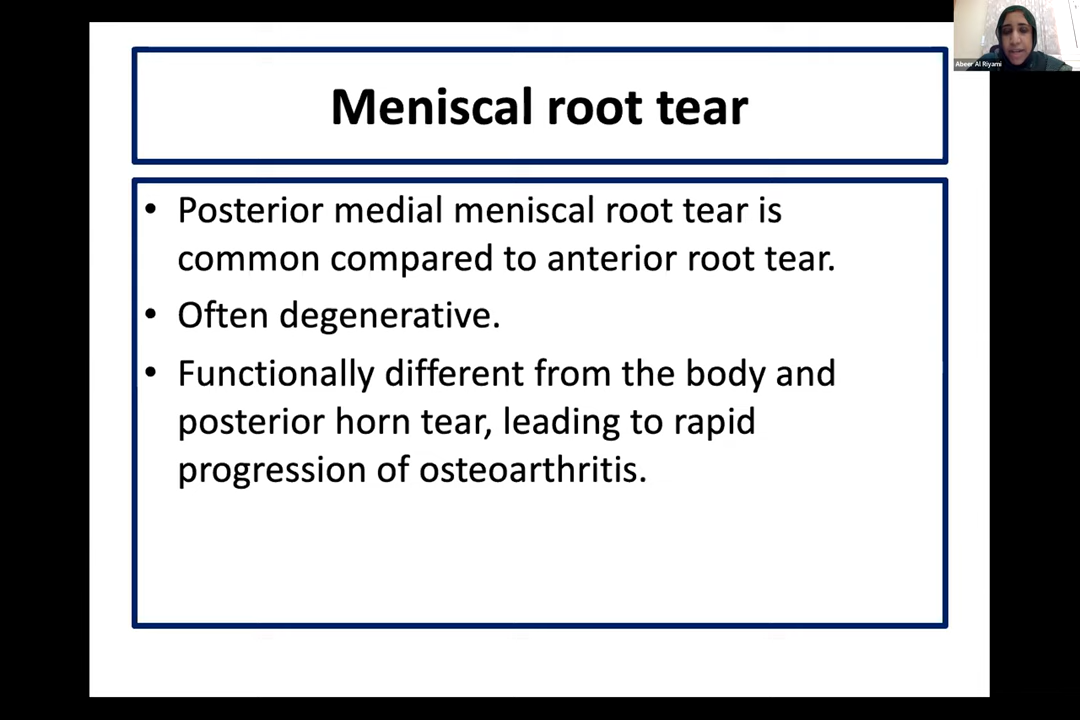 Abeer Al Riyami
Meniscal root tear
• Posterior medial meniscal root tear is
common compared to anterior root tear.
• Often degenerative.
• Functionally different from the body and
posterior horn tear, leading to rapid
progression of osteoarthritis.